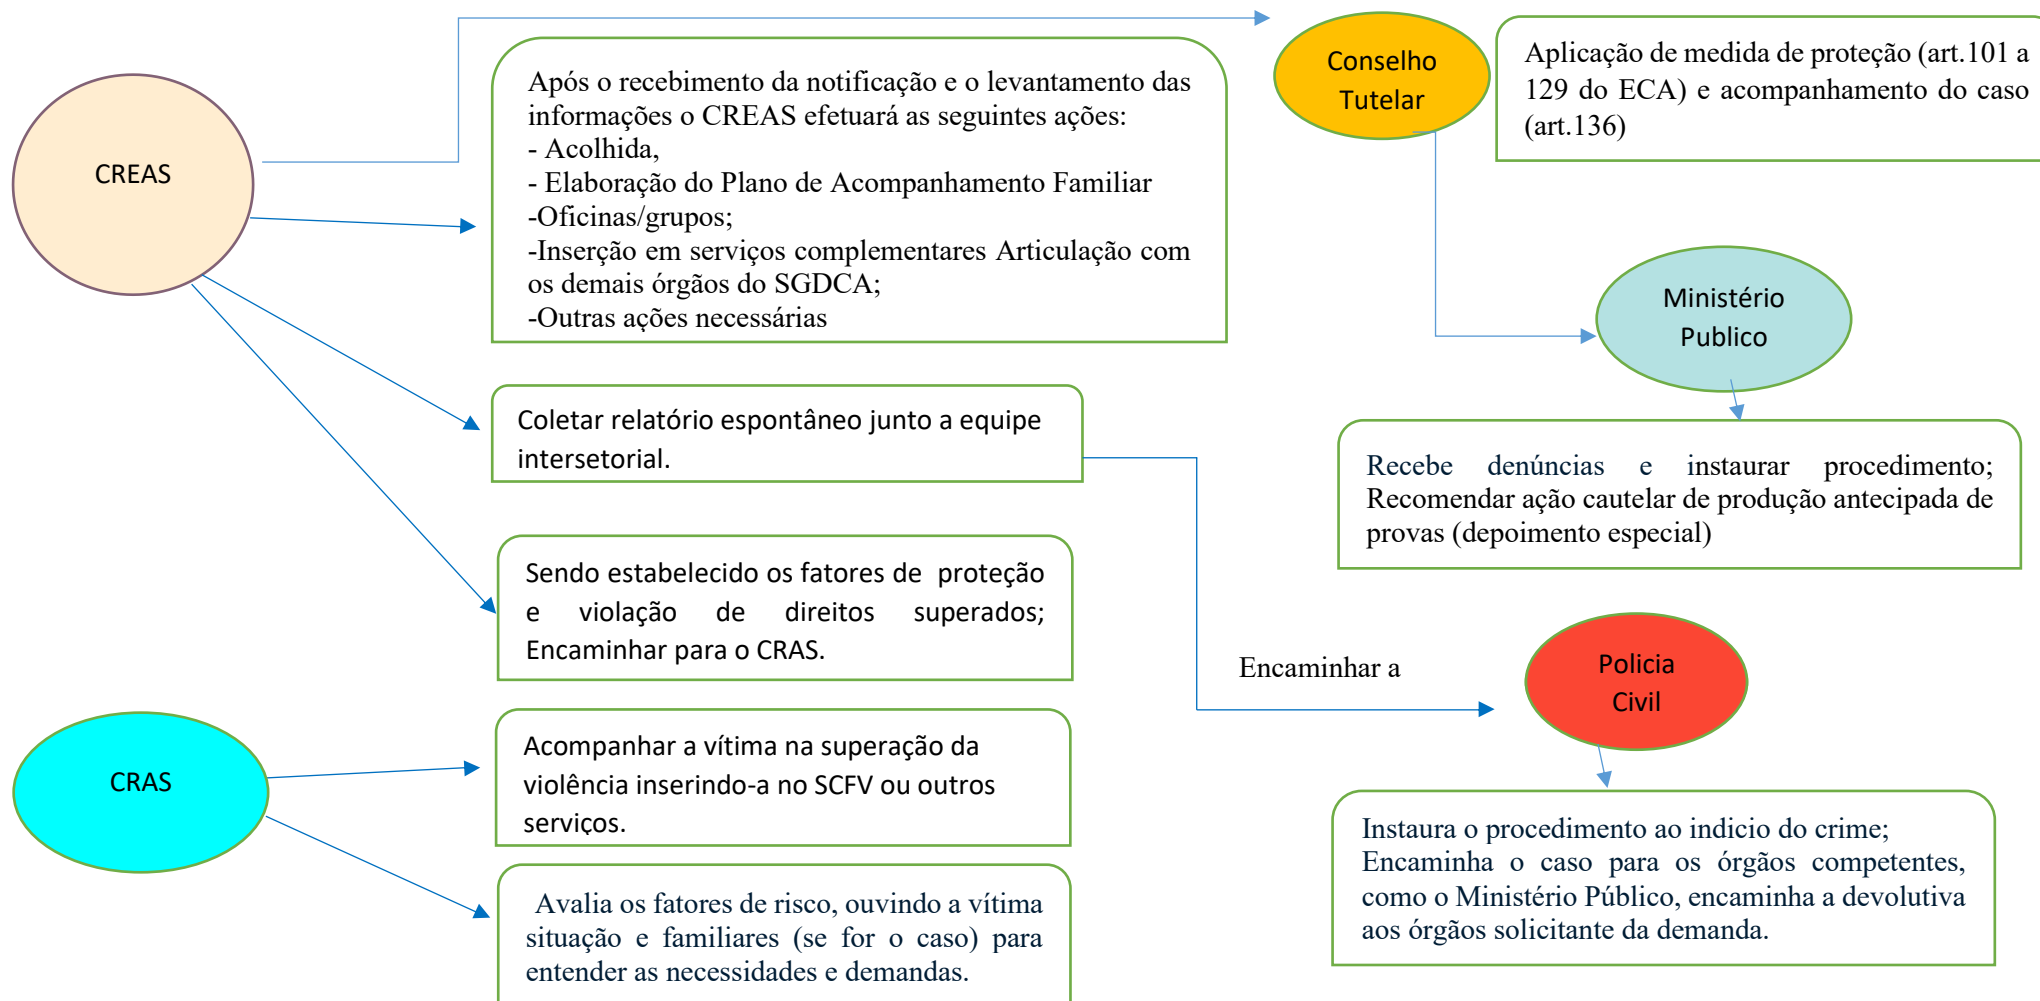 CREAS
Após o recebimento da notificação e o levantamento das
informações o CREAS efetuará as seguintes ações:
- Acolhida,
- Elaboração do Plano de Acompanhamento Familiar
-Oficinas/grupos;
-Inserção em serviços complementares Articulação com
os demais órgãos do SGDCA;
-Outras ações necessárias
Conselho
Tutelar
Aplicação de medida de proteção (art.101 a
129 do ECA) e acompanhamento do caso
(art.136)
Ministério
Publico
Coletar relatório espontâneo junto a equipe
intersetorial.
Recebe denúncias e instaurar procedimento;
Recomendar ação cautelar de produção antecipada de
provas (depoimento especial)
Sendo estabelecido os fatores de proteção
e violação de direitos superados;
Encaminhar para o CRAS.
Encaminhar a
Policia
Civil
CRAS
Acompanhar a vítima na superação da
violência inserindo-a no SCFV ou outros
serviços.
Instaura o procedimento ao indicio do crime;
Encaminha o caso para os órgãos competentes,
como o Ministério Público, encaminha a devolutiva
aos órgãos solicitante da demanda.
Avalia os fatores de risco, ouvindo a vítima
situação e familiares (se for o caso) para
entender as necessidades e demandas.